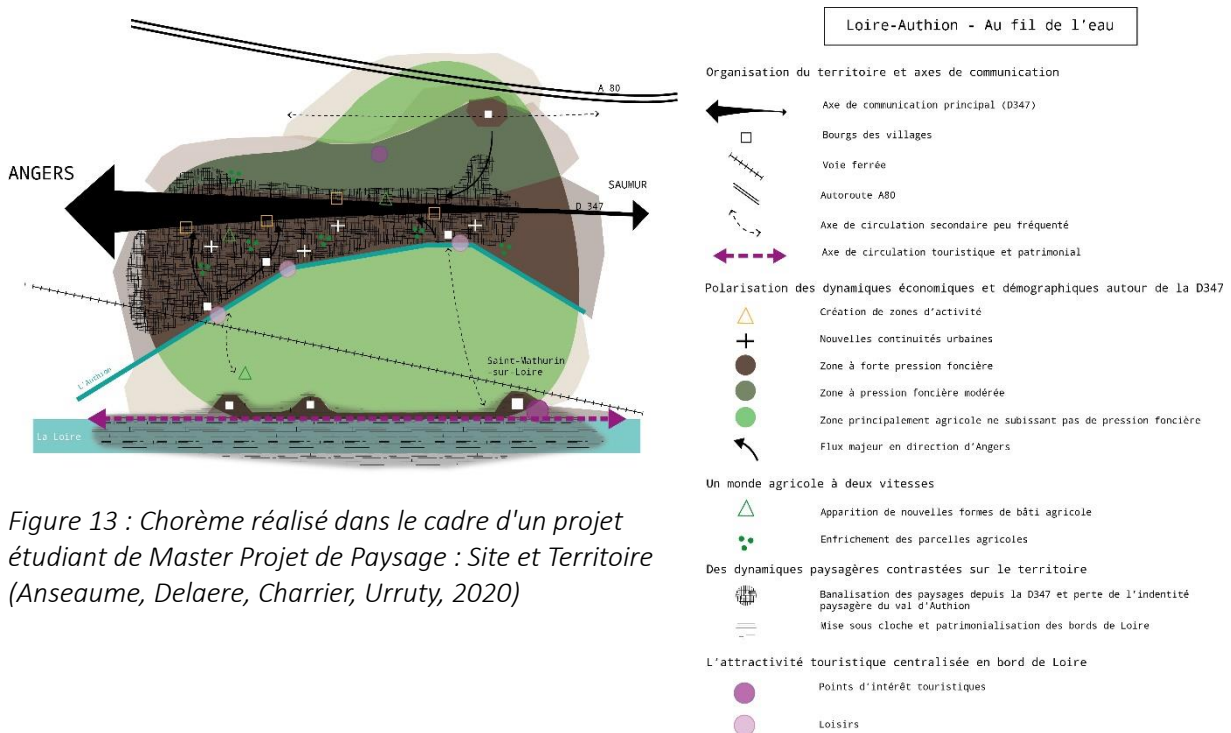 A 80
ANGERS
SAUMUR
D 347
L'Authion
Saint-Mathurin
-sur-Loire
La Loire
Figure 13 : Chorème réalisé dans le cadre d'un projet
étudiant de Master Projet de Paysage : Site et Territoire
(Anseaume, Delaere, Charrier, Urruty, 2020)
Loire-Authion - Au fil de l'eau
Organisation du territoire et axes de communication
Axe de communication principal (D347)
Bourgs des villages
Voie ferrée
Autoroute A80
Axe de circulation secondaire peu fréquenté
Axe de circulation touristique et patrimonial
Polarisation des dynamiques économiques et démographiques autour de la D347
Création de zones d'activité
Nouvelles continuités urbaines
Zone à forte pression foncière
Zone à pression foncière modérée
Zone principalement agricole ne subissant pas de pression foncière
Flux majeur en direction d'Angers
Un monde agricole à deux vitesses
Apparition de nouvelles formes de bâti agricole
Enfrichement des parcelles agricoles
Des dynamiques paysagères contrastées sur le territoire
Banalisation des paysages depuis la D347 et perte de l'indentité
paysagère du val d'Authion
Mise sous cloche et patrimonialisation des bords de Loire
L'attractivité touristique centralisée en bord de Loire
Points d'intérêt touristiques
Loisirs